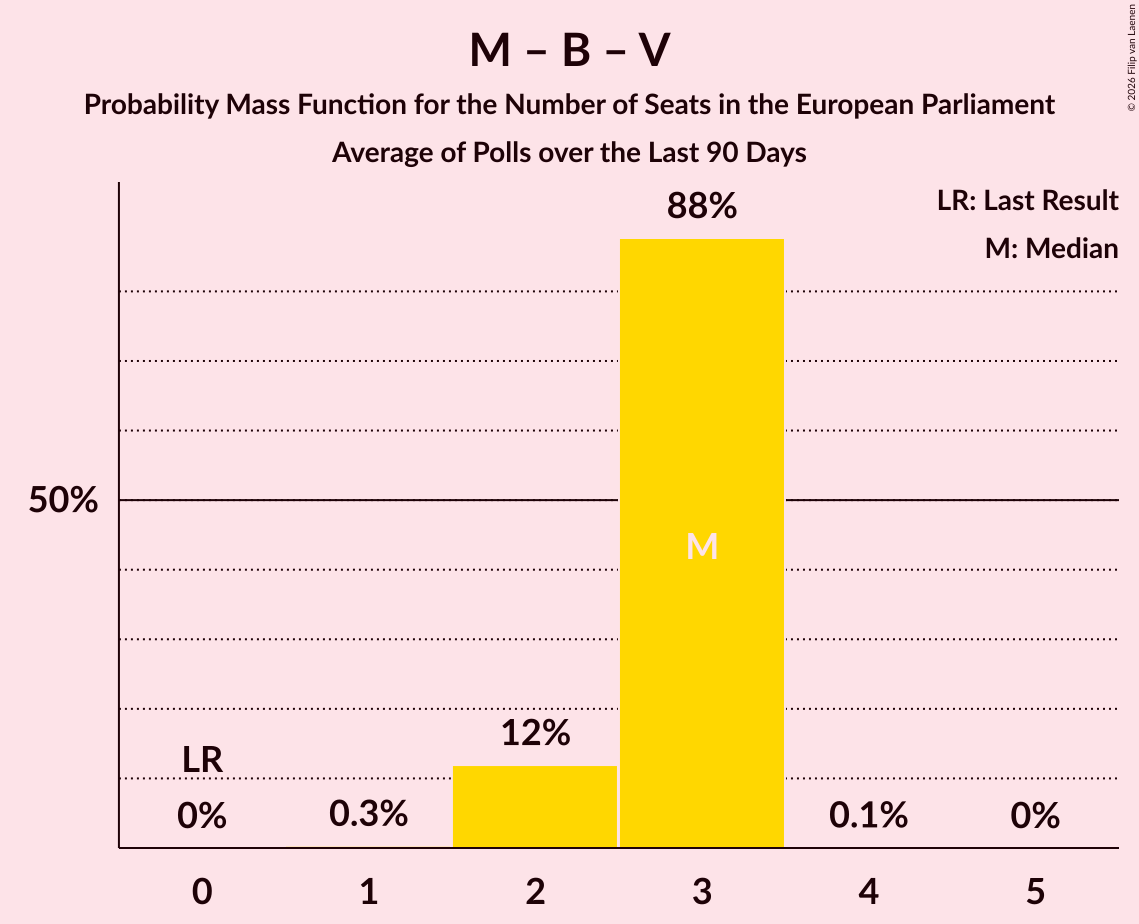 M – B – V
Probability Mass Function for the Number of Seats in the European Parliament
Average of Polls over the Last 90 Days
© 2026 Filip van Laenen
LR: Last Result
M: Median
88%
50%
M
12%
LR
0%
0.3%
0.1%
0%
0 1 2 3 4 5